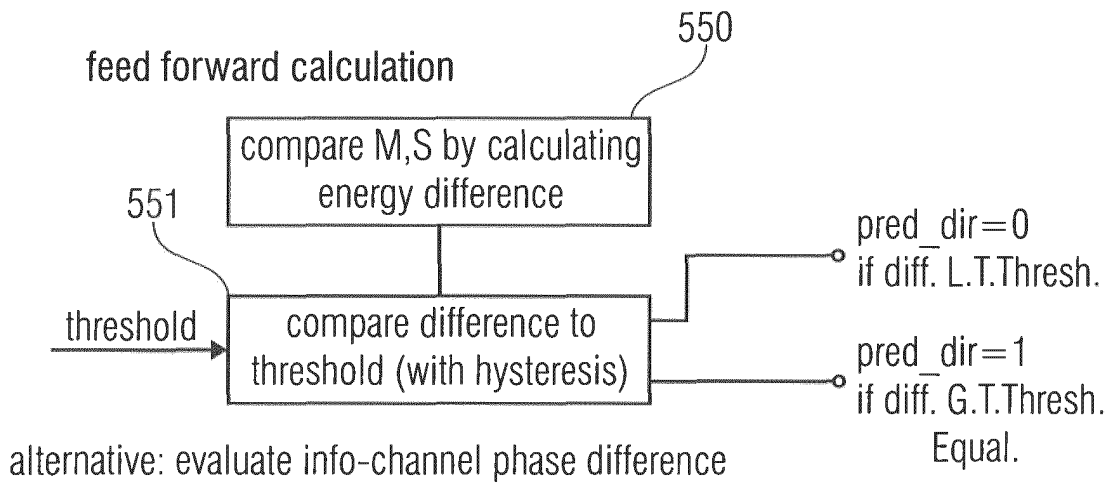 550
feed forward calculation
compare M,S by calculating
energy difference
551
pred_dir=0
if diff. L.T.Thresh.
threshold
compare difference to
threshold (with hysteresis)
pred_dir=1
if diff. G.T.Thresh.
Equal.
alternative: evaluate info-channel phase difference